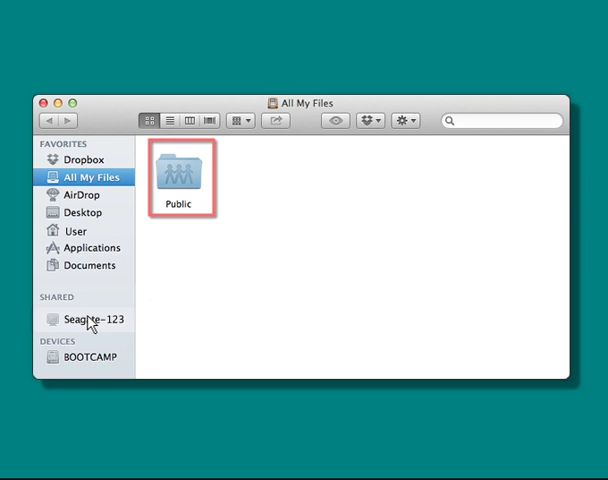 All My Files
FAVORITES
Dropbox
All My Files
AirDrop
Desktop
User
Applications
Documents
SHARED
Seagate-123
DEVICES
BOOTCAMP
Public